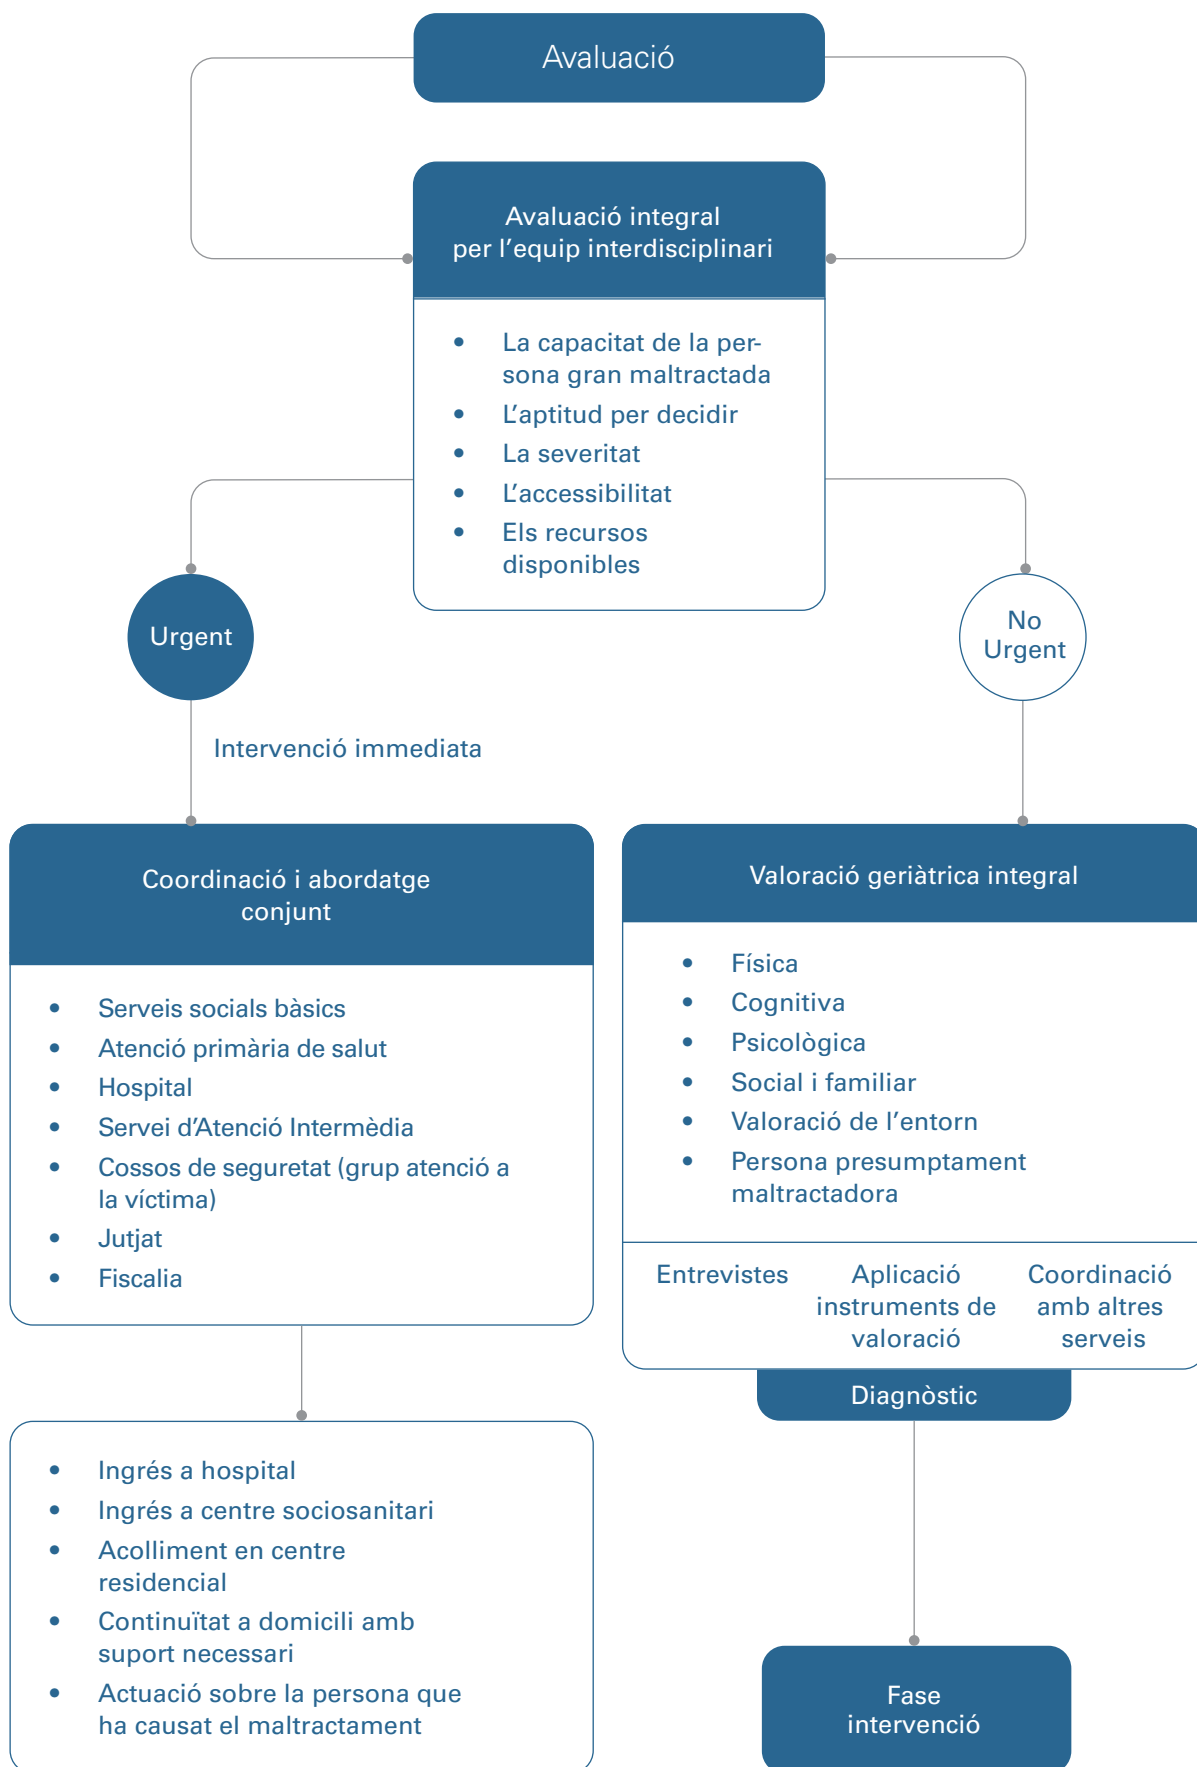 Avaluació
Avaluació integral
per l'equip interdisciplinari
• La capacitat de la per-
sona gran maltractada
• L'aptitud per decidir
• La severitat
• L'accessibilitat
• Els recursos
disponibles
Urgent
No
Urgent
Intervenció immediata
Coordinació i abordatge
conjunt
• Serveis socials bàsics
• Atenció primària de salut
• Hospital
• Servei d'Atenció Intermèdia
• Cossos de seguretat (grup atenció a
la víctima)
• Jutjat
• Fiscalia
• Ingrés a hospital
• Ingrés a centre sociosanitari
• Acolliment en centre
residencial
• Continuïtat a domicili amb
suport necessari
• Actuació sobre la persona que
ha causat el maltractament
Valoració geriàtrica integral
• Física
• Cognitiva
• Psicològica
• Social i familiar
• Valoració de l'entorn
• Persona presumptament
maltractadora
Entrevistes
Aplicació
instruments de
valoració
Coordinació
amb altres
serveis
Diagnòstic
Fase
intervenció